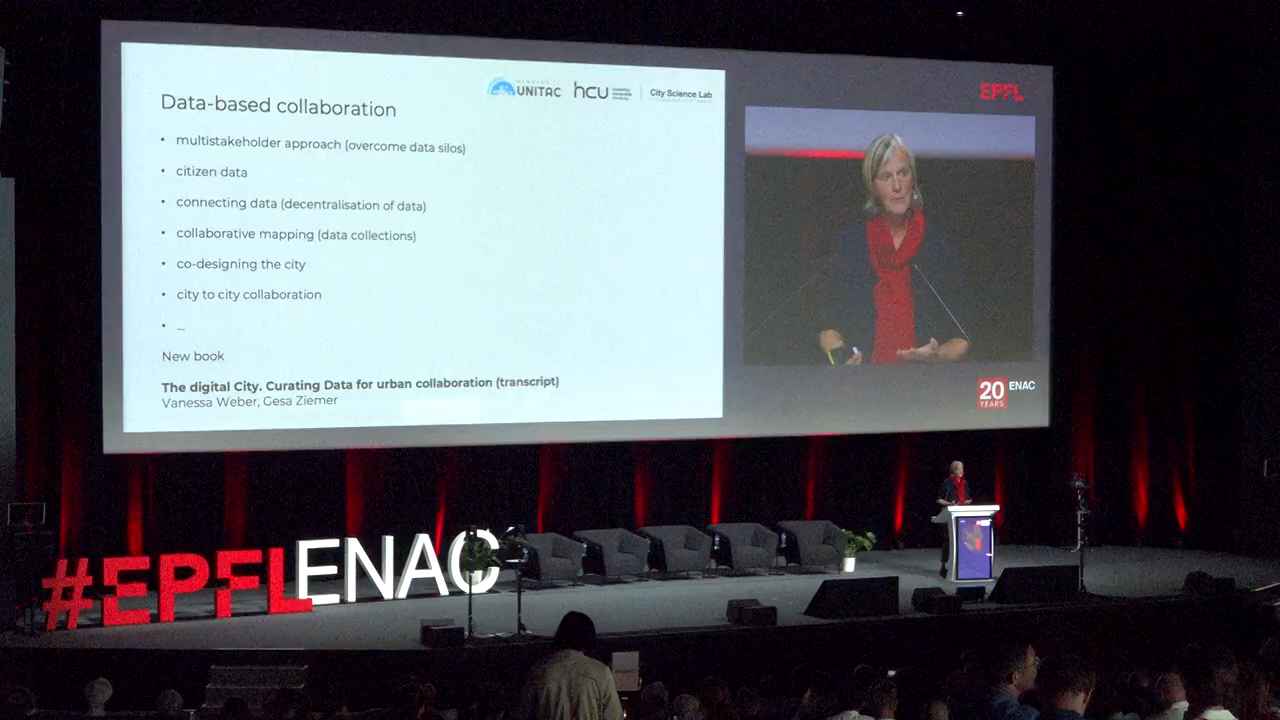 UNITAC
hcu
City Science Lab
EPFL
Data-based collaboration
• multistakeholder approach (overcome data silos)
• citizen data
• connecting data (decentralisation of data)
• collaborative mapping (data collections)
• co-designing the city
• city to city collaboration
• ...
New book
The digital City. Curating Data for urban collaboration (transcript)
Vanessa Weber, Gesa Ziemer
20
YEARS
ENAC
#EPFLENAC